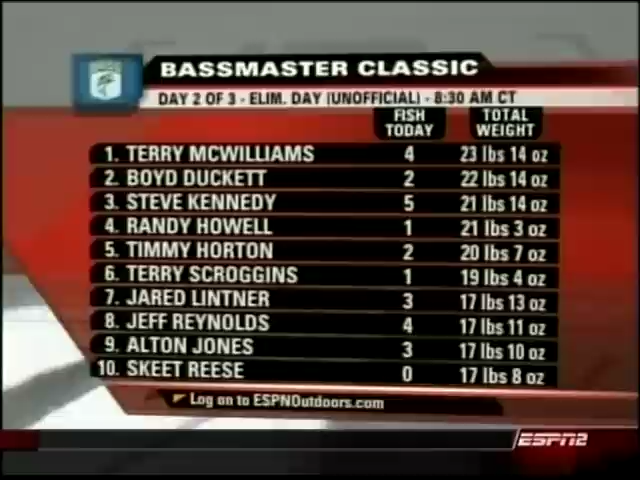 BASSMASTER CLASSIC
DAY 2 OF 3 - ELIM. DAY (UNOFFICIAL) - 8:30 AM CT
FISH TODAY TOTAL WEIGHT
1. TERRY MCWILLIAMS 4 23 lbs 14 oz
2. BOYD DUCKETT 2 22 lbs 14 oz
3. STEVE KENNEDY 5 21 lbs 14 oz
4. RANDY HOWELL 1 21 lbs 3 oz
5. TIMMY HORTON 2 20 lbs 7 oz
6. TERRY SCROGGINS 1 19 lbs 4 oz
7. JARED LINTNER 3 17 lbs 13 oz
8. JEFF REYNOLDS 4 17 lbs 11 oz
9. ALTON JONES 3 17 lbs 10 oz
10. SKEET REESE 0 17 lbs 8 oz
Log on to ESPNOutdoors.com
ESPN2